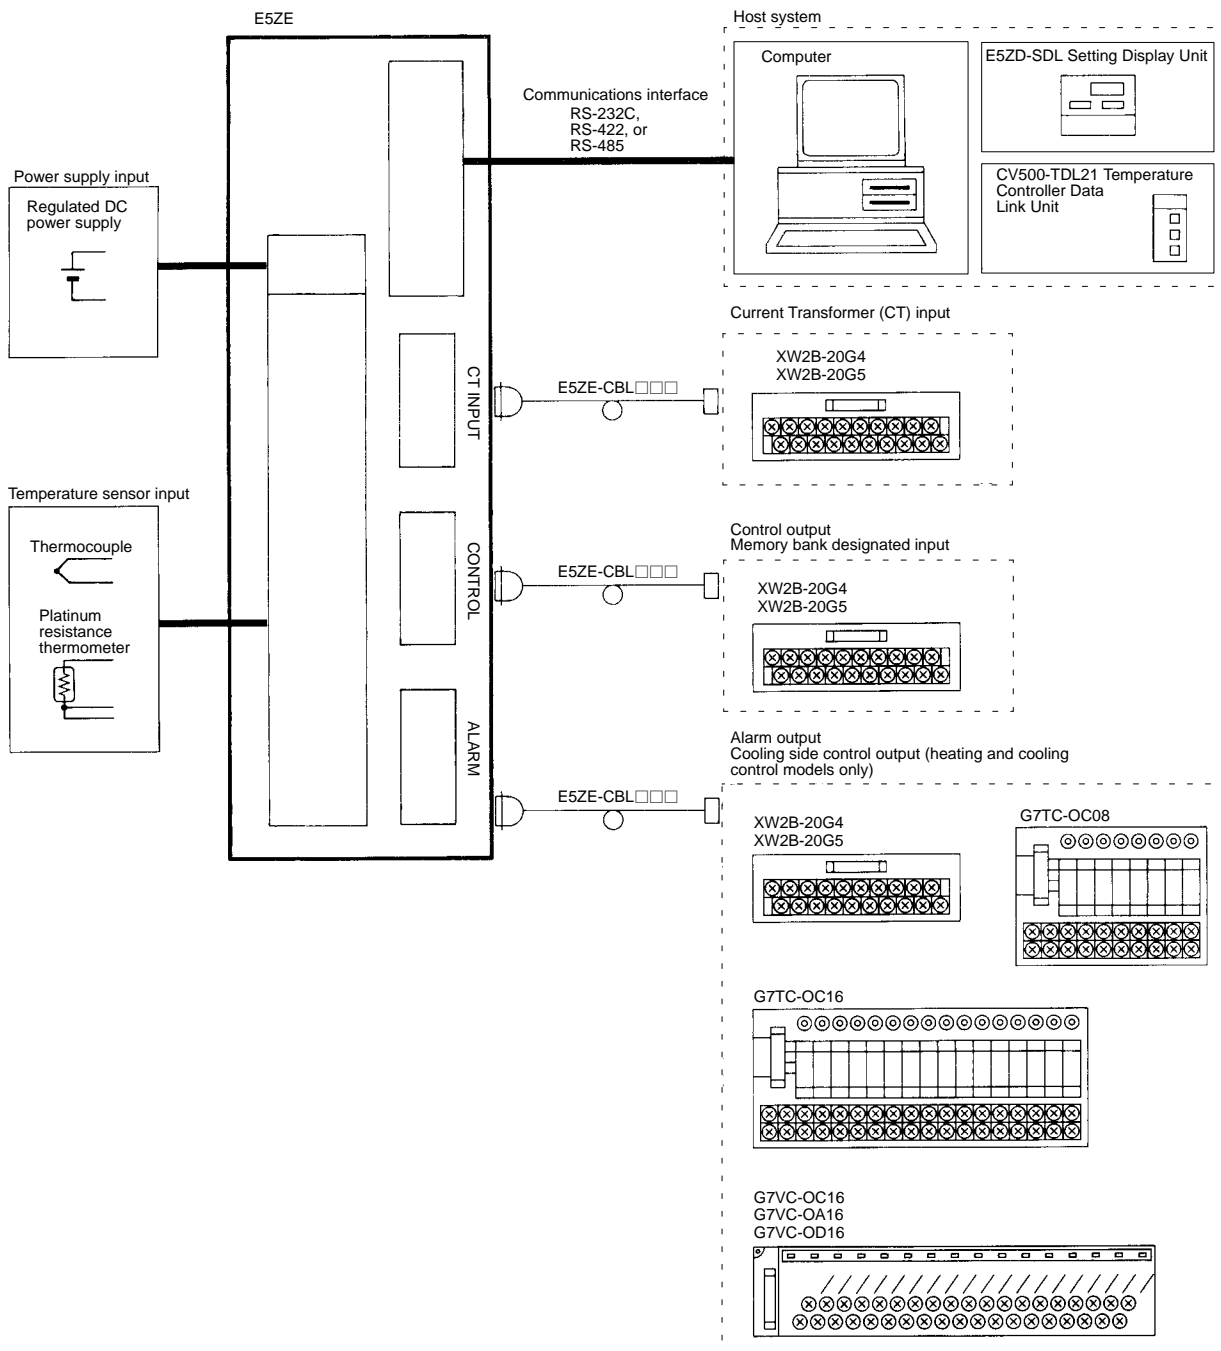 E5ZE
Host system
Computer
E5ZD-SDL Setting Display Unit
Communications interface
RS-232C,
RS-422, or
RS-485
CV500-TDL21 Temperature
Controller Data
Link Unit
Power supply input
Regulated DC
power supply
Current Transformer (CT) input
XW2B-20G4
XW2B-20G5
CT INPUT
E5ZE-CBL□□□
Temperature sensor input
Thermocouple
Platinum
resistance
thermometer
Control output
Memory bank designated input
CONTROL
E5ZE-CBL□□□
XW2B-20G4
XW2B-20G5
ALARM
Alarm output
Cooling side control output (heating and cooling
control models only)
E5ZE-CBL□□□
XW2B-20G4
XW2B-20G5
G7TC-OC08
G7TC-OC16
G7VC-OC16
G7VC-OA16
G7VC-OD16